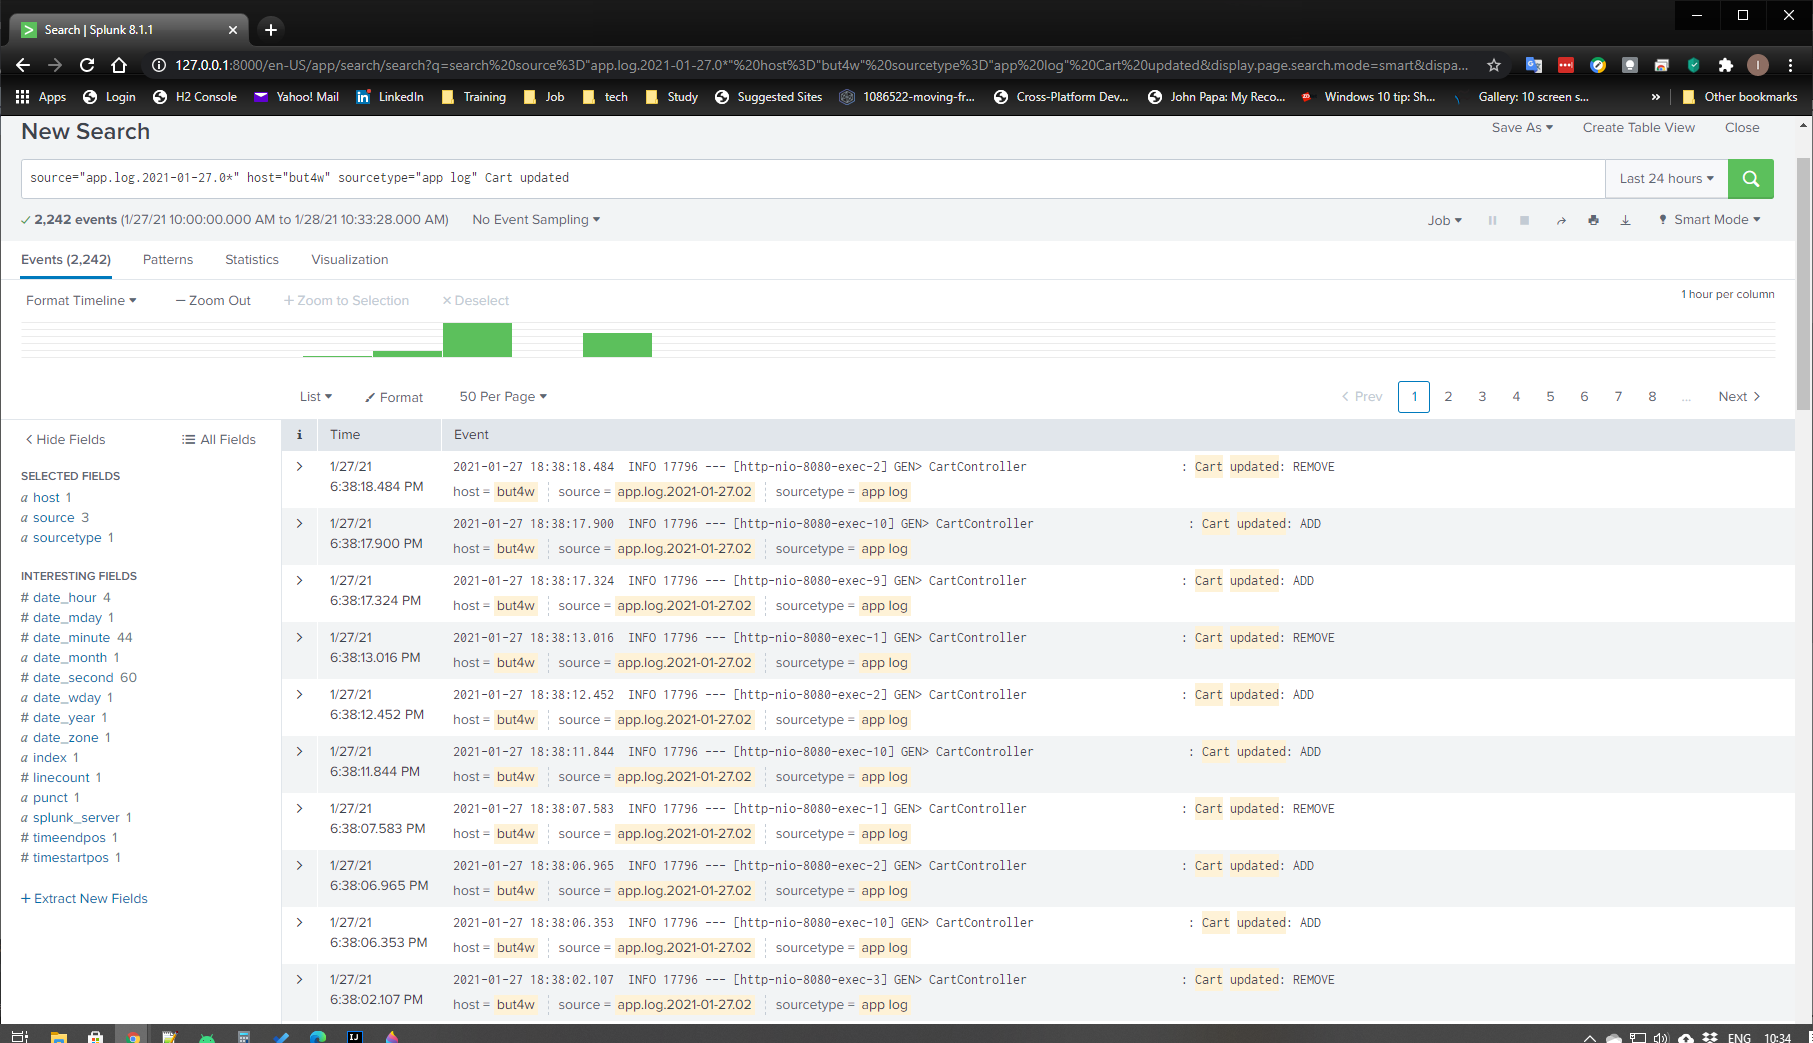 Search | Splunk 8.1.1
127.0.0.1:8000/en-US/app/search/search?q=search%20source%3D"app.log.2021-01-27.0*"%20host%3D"but4w"%20sourcetype%3D"app%20log"%20Cart%20updated&display.page.search.mode=smart&dispa...
Apps Login H2 Console Yahoo! Mail LinkedIn Training Job tech Study Suggested Sites 1086522-moving-fr... Cross-Platform Dev... John Papa: My Reco... Windows 10 tip: Sh... Gallery: 10 screen s... » Other bookmarks
New Search Save As Create Table View Close
source="app.log.2021-01-27.0*" host="but4w" sourcetype="app log" Cart updated Last 24 hours
2,242 events (1/27/21 10:00:00.000 AM to 1/28/21 10:33:28.000 AM) No Event Sampling Job Smart Mode
Events (2,242) Patterns Statistics Visualization
Format Timeline — Zoom Out + Zoom to Selection × Deselect 1 hour per column
List Format 50 Per Page < Prev 1 2 3 4 5 6 7 8 ... Next >
< Hide Fields All Fields
SELECTED FIELDS
a host 1
a source 3
a sourcetype 1
INTERESTING FIELDS
# date_hour 4
# date_mday 1
# date_minute 44
a date_month 1
# date_second 60
a date_wday 1
# date_year 1
a date_zone 1
a index 1
# linecount 1
a punct 1
a splunk_server 1
# timeendpos 1
# timestartpos 1
+ Extract New Fields
i Time Event
> 1/27/21 2021-01-27 18:38:18.484 INFO 17796 --- [http-nio-8080-exec-2] GEN> CartController : Cart updated: REMOVE
6:38:18.484 PM host = but4w source = app.log.2021-01-27.02 sourcetype = app log
> 1/27/21 2021-01-27 18:38:17.900 INFO 17796 --- [http-nio-8080-exec-10] GEN> CartController : Cart updated: ADD
6:38:17.900 PM host = but4w source = app.log.2021-01-27.02 sourcetype = app log
> 1/27/21 2021-01-27 18:38:17.324 INFO 17796 --- [http-nio-8080-exec-9] GEN> CartController : Cart updated: ADD
6:38:17.324 PM host = but4w source = app.log.2021-01-27.02 sourcetype = app log
> 1/27/21 2021-01-27 18:38:13.016 INFO 17796 --- [http-nio-8080-exec-1] GEN> CartController : Cart updated: REMOVE
6:38:13.016 PM host = but4w source = app.log.2021-01-27.02 sourcetype = app log
> 1/27/21 2021-01-27 18:38:12.452 INFO 17796 --- [http-nio-8080-exec-2] GEN> CartController : Cart updated: ADD
6:38:12.452 PM host = but4w source = app.log.2021-01-27.02 sourcetype = app log
> 1/27/21 2021-01-27 18:38:11.844 INFO 17796 --- [http-nio-8080-exec-10] GEN> CartController : Cart updated: ADD
6:38:11.844 PM host = but4w source = app.log.2021-01-27.02 sourcetype = app log
> 1/27/21 2021-01-27 18:38:07.583 INFO 17796 --- [http-nio-8080-exec-1] GEN> CartController : Cart updated: REMOVE
6:38:07.583 PM host = but4w source = app.log.2021-01-27.02 sourcetype = app log
> 1/27/21 2021-01-27 18:38:06.965 INFO 17796 --- [http-nio-8080-exec-2] GEN> CartController : Cart updated: ADD
6:38:06.965 PM host = but4w source = app.log.2021-01-27.02 sourcetype = app log
> 1/27/21 2021-01-27 18:38:06.353 INFO 17796 --- [http-nio-8080-exec-10] GEN> CartController : Cart updated: ADD
6:38:06.353 PM host = but4w source = app.log.2021-01-27.02 sourcetype = app log
> 1/27/21 2021-01-27 18:38:02.107 INFO 17796 --- [http-nio-8080-exec-3] GEN> CartController : Cart updated: REMOVE
6:38:02.107 PM host = but4w source = app.log.2021-01-27.02 sourcetype = app log
IJ ENG 10:34